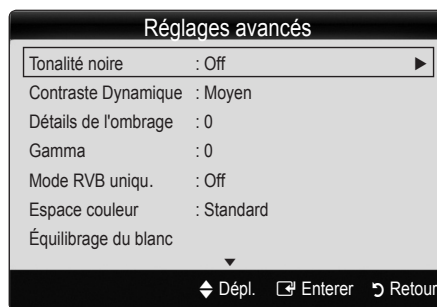 Réglages avancés
Tonalité noire : Off
Contraste Dynamique : Moyen
Détails de l'ombrage : 0
Gamma : 0
Mode RVB uniqu. : Off
Espace couleur : Standard
Équilibrage du blanc
Dépl. Enterer Retour